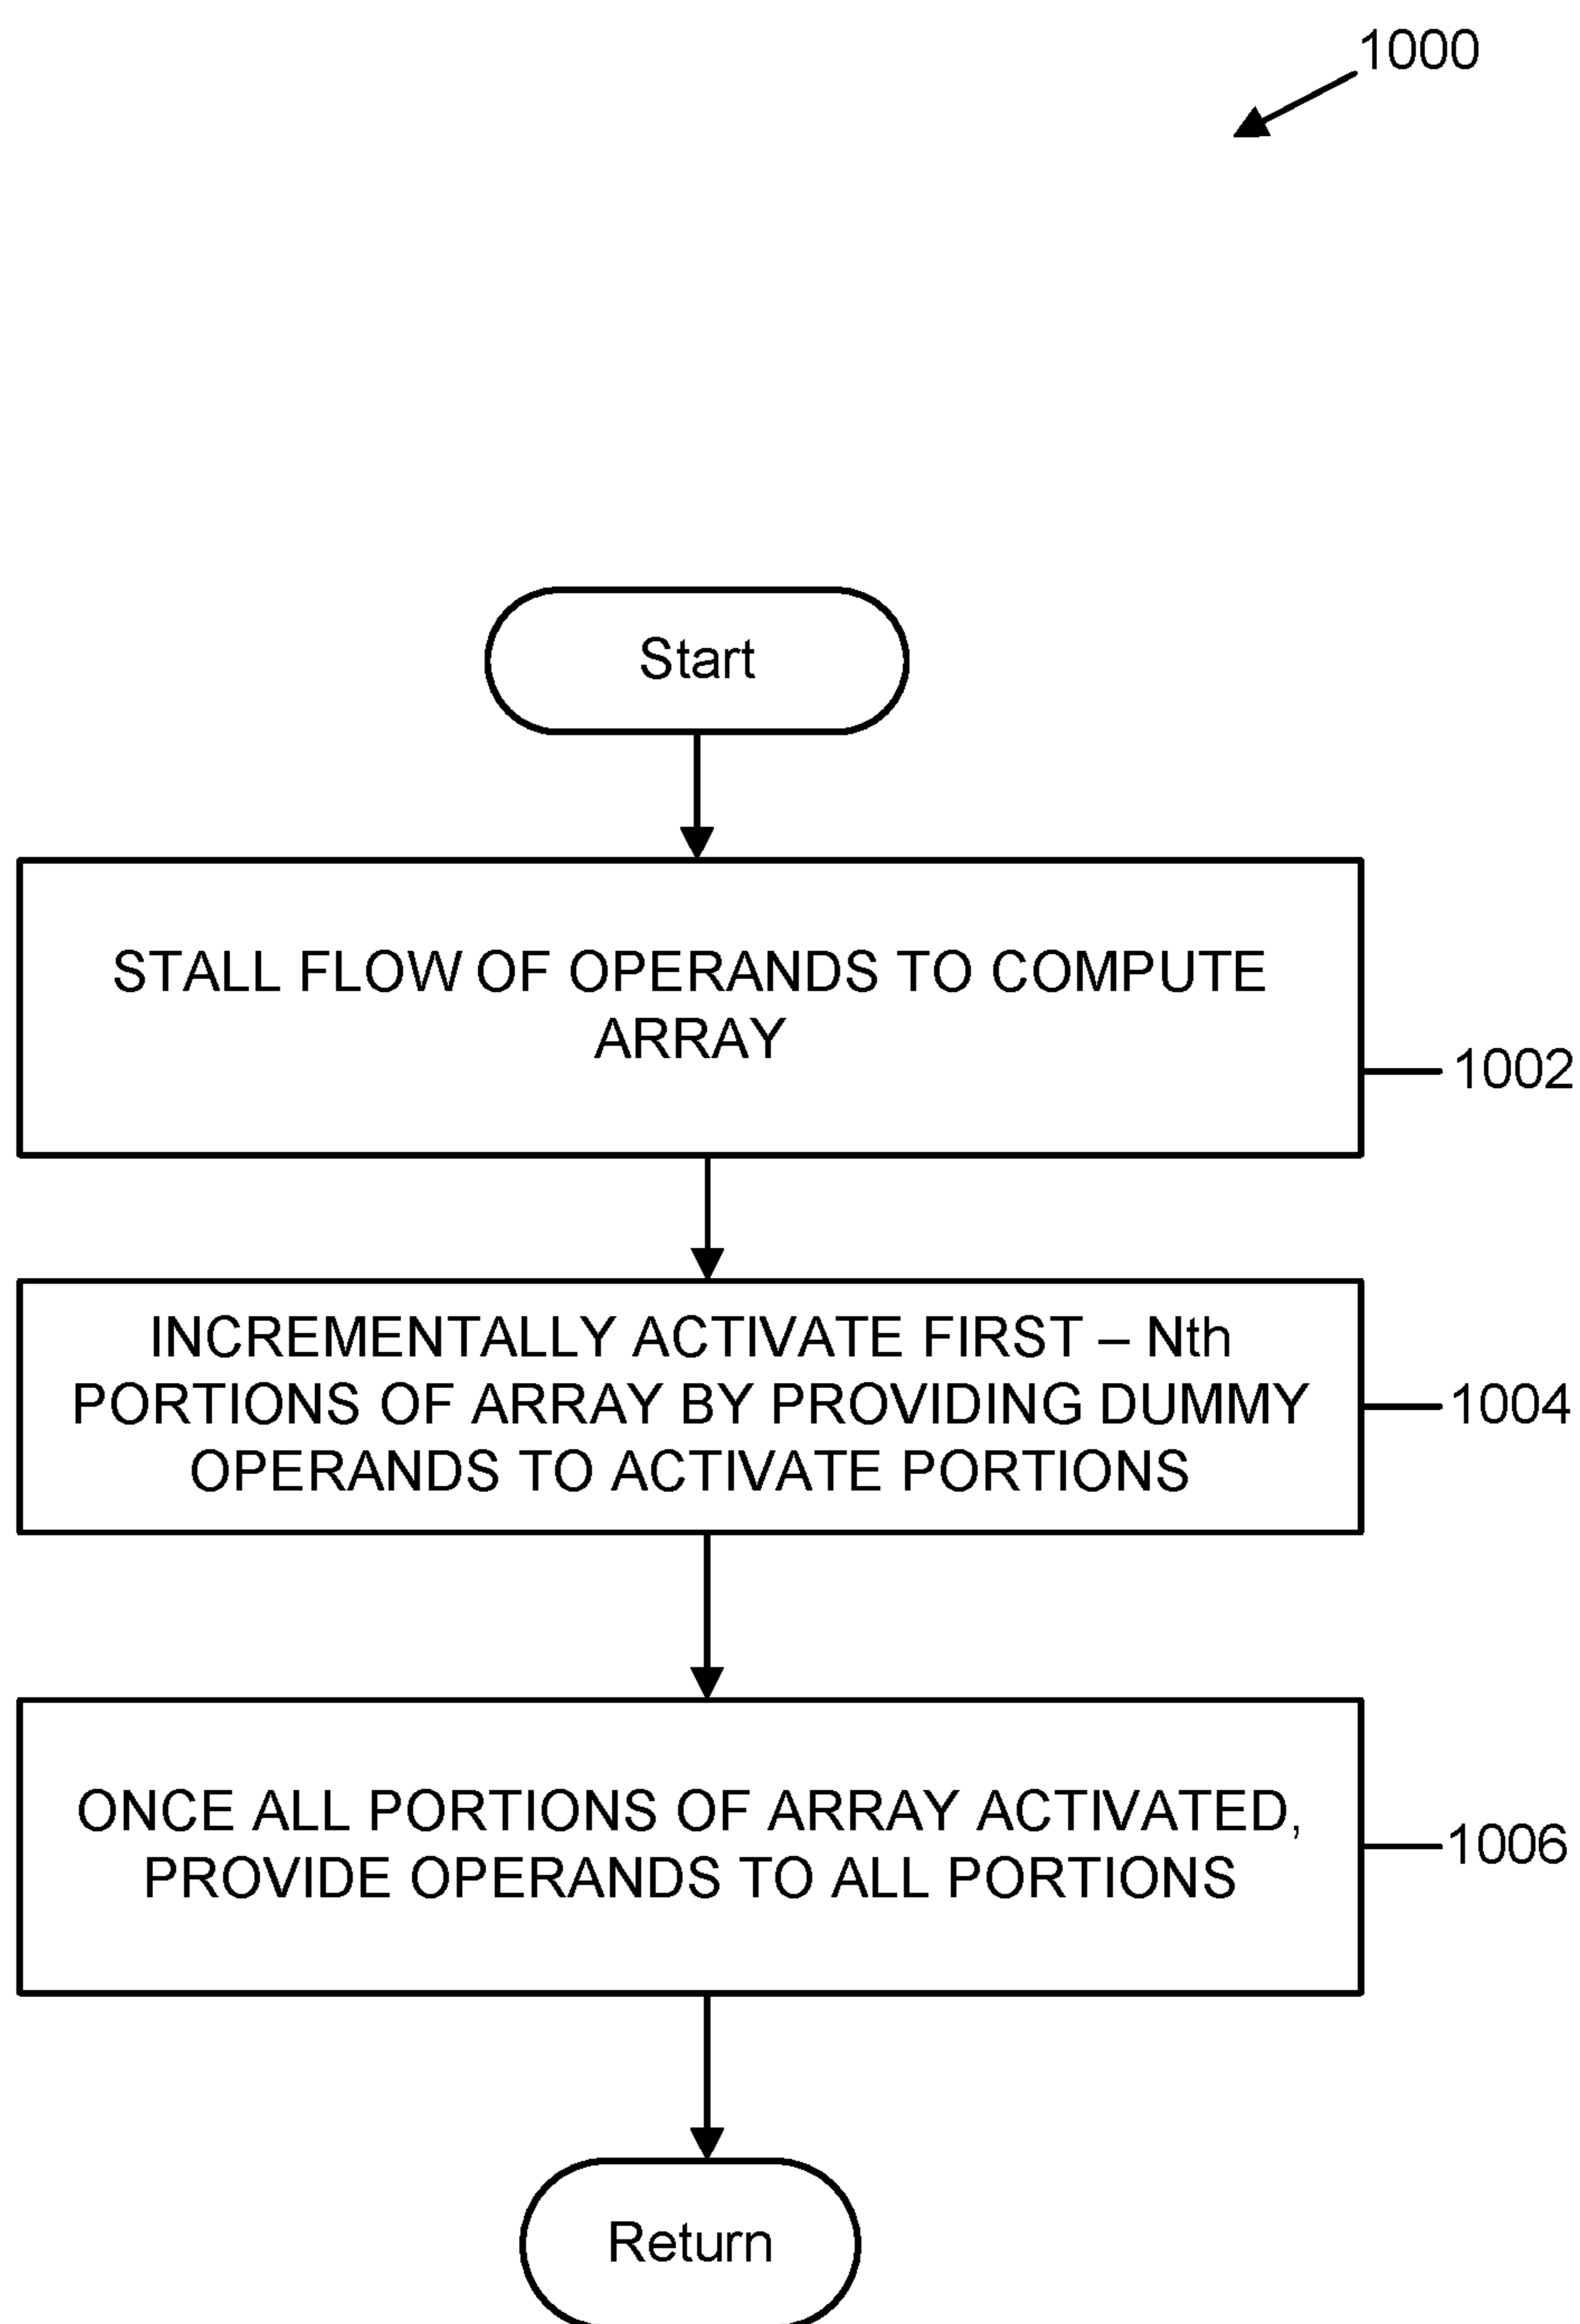 1000
Start
STALL FLOW OF OPERANDS TO COMPUTE
ARRAY
1002
INCREMENTALLY ACTIVATE FIRST – Nth
PORTIONS OF ARRAY BY PROVIDING DUMMY
OPERANDS TO ACTIVATE PORTIONS
1004
ONCE ALL PORTIONS OF ARRAY ACTIVATED,
PROVIDE OPERANDS TO ALL PORTIONS
1006
Return